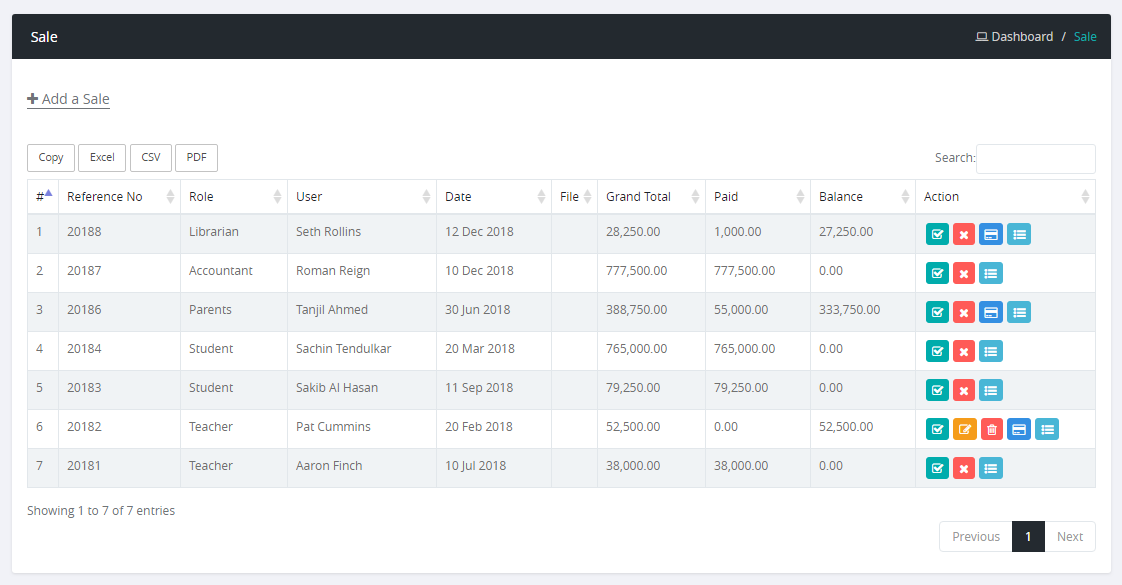 Sale Dashboard / Sale
Add a Sale
Copy Excel CSV PDF Search:
# Reference No Role User Date File Grand Total Paid Balance Action
1 20188 Librarian Seth Rollins 12 Dec 2018 28,250.00 1,000.00 27,250.00
2 20187 Accountant Roman Reign 10 Dec 2018 777,500.00 777,500.00 0.00
3 20186 Parents Tanjil Ahmed 30 Jun 2018 388,750.00 55,000.00 333,750.00
4 20184 Student Sachin Tendulkar 20 Mar 2018 765,000.00 765,000.00 0.00
5 20183 Student Sakib Al Hasan 11 Sep 2018 79,250.00 79,250.00 0.00
6 20182 Teacher Pat Cummins 20 Feb 2018 52,500.00 0.00 52,500.00
7 20181 Teacher Aaron Finch 10 Jul 2018 38,000.00 38,000.00 0.00
Showing 1 to 7 of 7 entries
Previous 1 Next